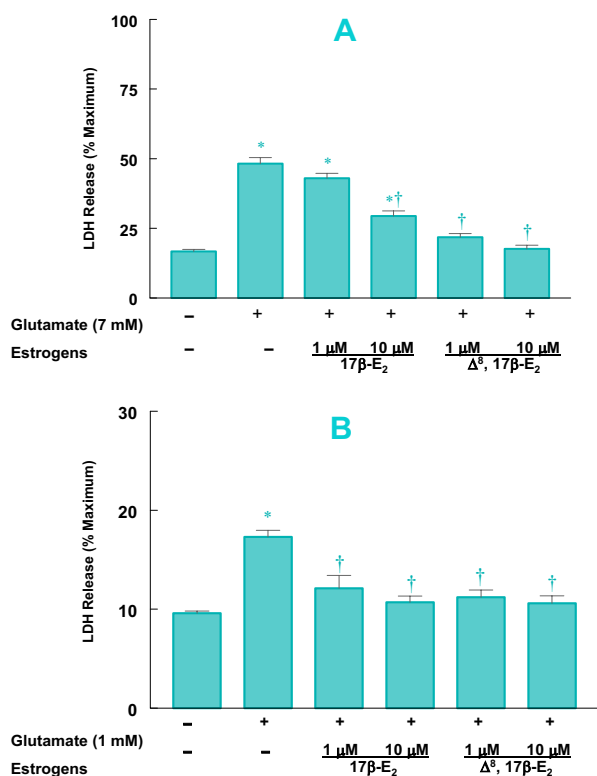 A
LDH Release (% Maximum)
100
75
50
25
0
* * *† † †
Glutamate (7 mM) – + + + + +
Estrogens – – 1 µM 10 µM 1 µM 10 µM
17β-E₂ Δ⁸, 17β-E₂
B
LDH Release (% Maximum)
30
20
10
0
* † † † †
Glutamate (1 mM) – + + + + +
Estrogens – – 1 µM 10 µM 1 µM 10 µM
17β-E₂ Δ⁸, 17β-E₂